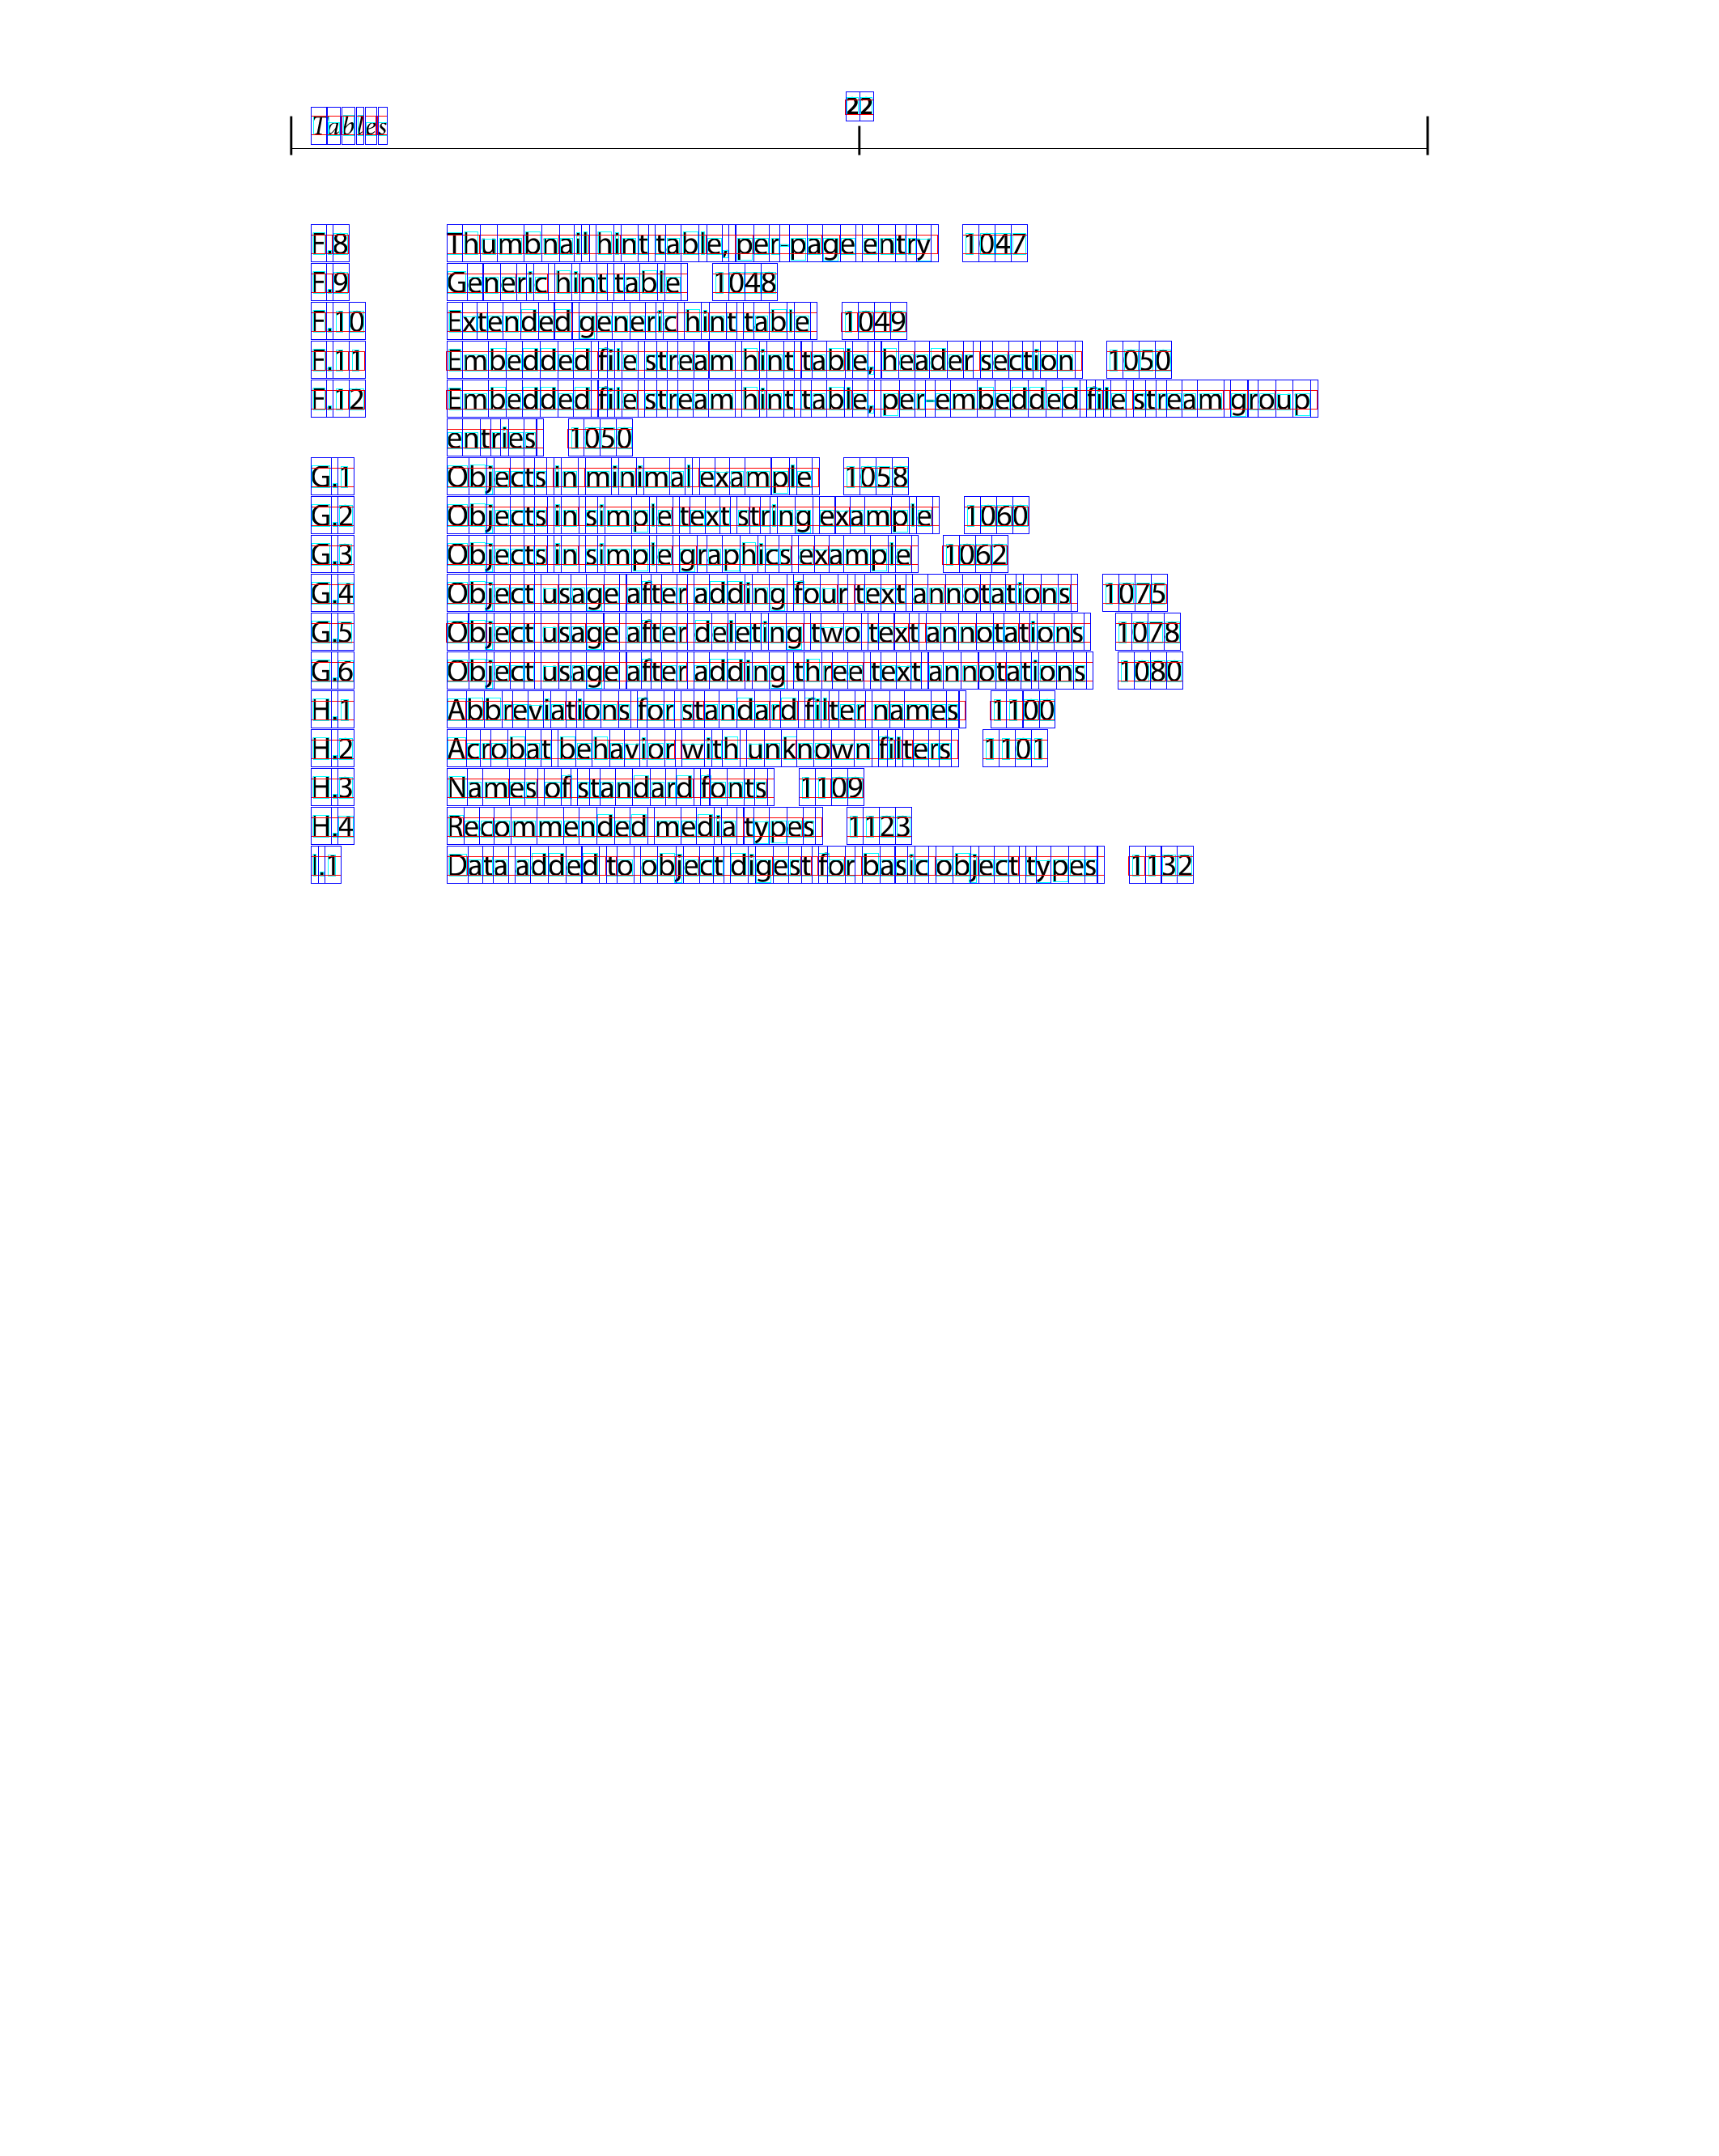 22
Tables
F.8 Thumbnail hint table, per-page entry 1047
F.9 Generic hint table 1048
F.10 Extended generic hint table 1049
F.11 Embedded file stream hint table, header section 1050
F.12 Embedded file stream hint table, per-embedded file stream group
entries 1050
G.1 Objects in minimal example 1058
G.2 Objects in simple text string example 1060
G.3 Objects in simple graphics example 1062
G.4 Object usage after adding four text annotations 1075
G.5 Object usage after deleting two text annotations 1078
G.6 Object usage after adding three text annotations 1080
H.1 Abbreviations for standard filter names 1100
H.2 Acrobat behavior with unknown filters 1101
H.3 Names of standard fonts 1109
H.4 Recommended media types 1123
I.1 Data added to object digest for basic object types 1132